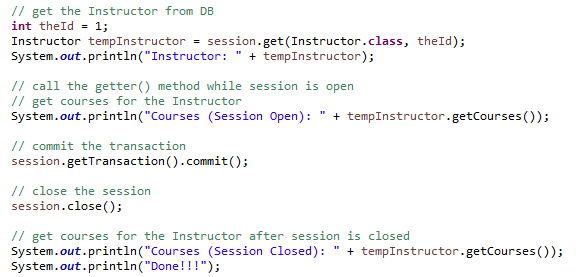 // get the Instructor from DB
int theId = 1;
Instructor tempInstructor = session.get(Instructor.class, theId);
System.out.println("Instructor: " + tempInstructor);
// call the getter() method while session is open
// get courses for the Instructor
System.out.println("Courses (Session Open): " + tempInstructor.getCourses());
// commit the transaction
session.getTransaction().commit();
// close the session
session.close();
// get courses for the Instructor after session is closed
System.out.println("Courses (Session Closed): " + tempInstructor.getCourses());
System.out.println("Done!!!");